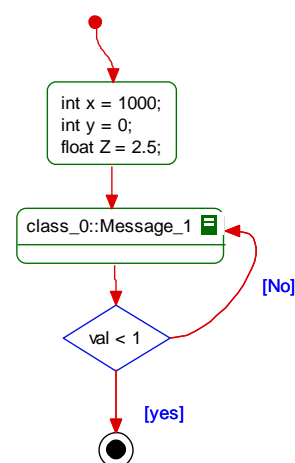 int x = 1000;
int y = 0;
float Z = 2.5;
class_0::Message_1
[No]
val < 1
[yes]